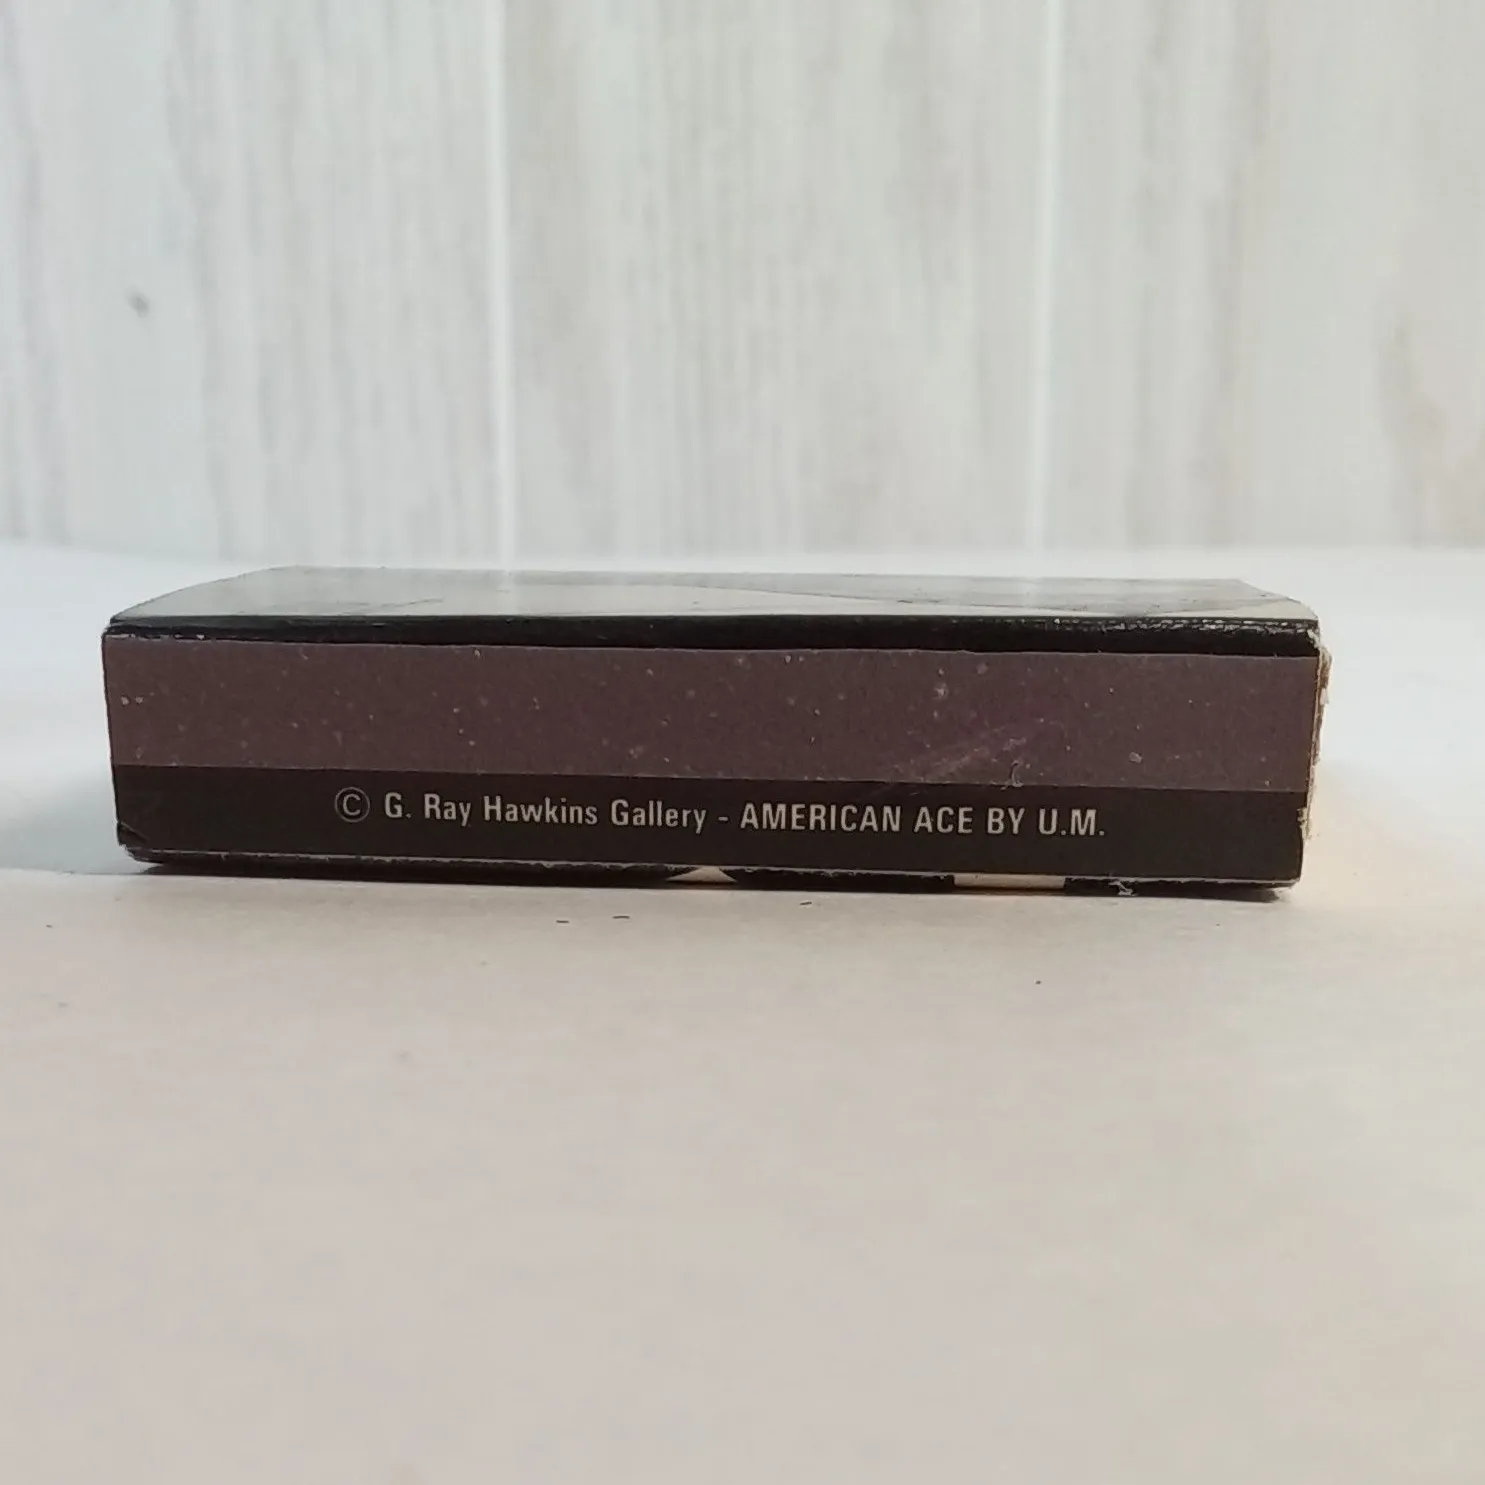 © G. Ray Hawkins Gallery - AMERICAN ACE BY U.M.